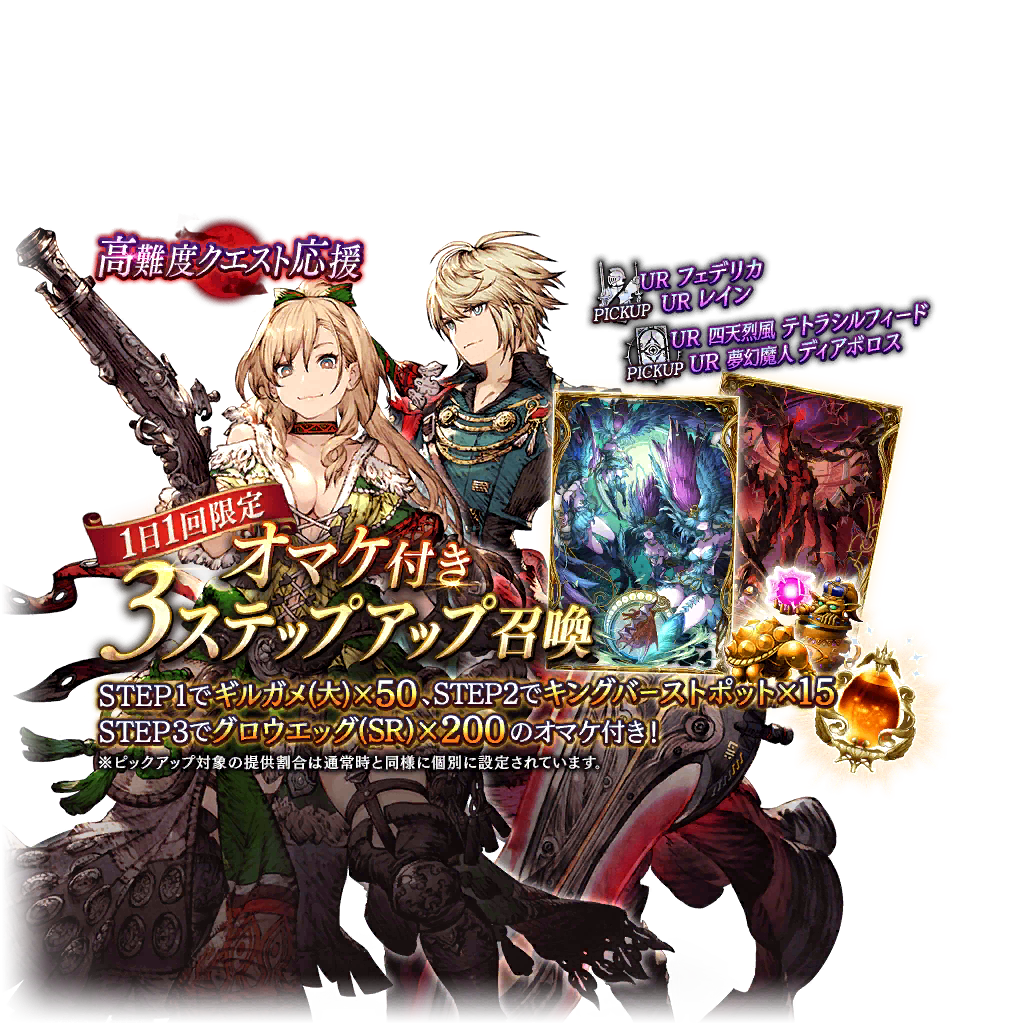 高難度クエスト応援
PICKUP
UR フェデリカ
UR レイン
PICKUP
UR 四天烈風 テトラシルフィード
UR 夢幻魔人 ディアボロス
1日1回限定
オマケ付き
3ステップアップ召喚
STEP1でギルガメ(大)×50、STEP2でキングバーストポット×15
STEP3でグロウエッグ(SR)×200のオマケ付き!
※ピックアップ対象の提供割合は通常時と同様に個別に設定されています。